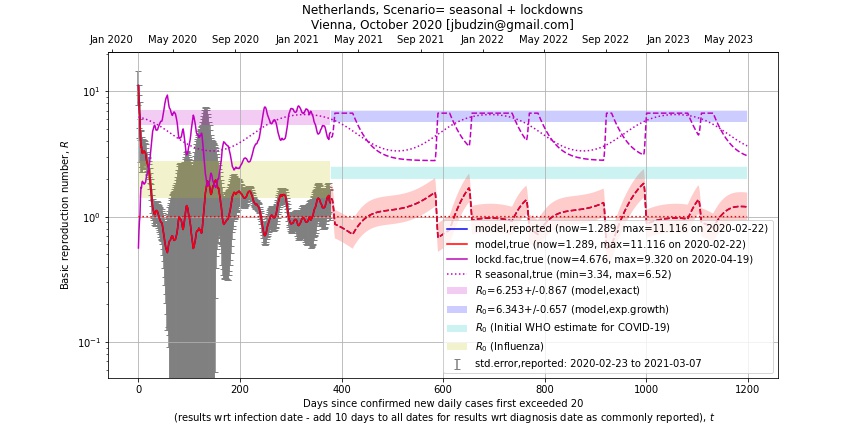 Netherlands, Scenario= seasonal + lockdowns
Vienna, October 2020 [jbudzin@gmail.com]
Jan 2020 May 2020 Sep 2020 Jan 2021 May 2021 Sep 2021 Jan 2022 May 2022 Sep 2022 Jan 2023 May 2023
Basic reproduction number, R
10¹
10⁰
10⁻¹
model,reported (now=1.289, max=11.116 on 2020-02-22)
model,true (now=1.289, max=11.116 on 2020-02-22)
lockd.fac,true (now=4.676, max=9.320 on 2020-04-19)
R seasonal,true (min=3.34, max=6.52)
R₀=6.253+/-0.867 (model,exact)
R₀=6.343+/-0.657 (model,exp.growth)
R₀ (Initial WHO estimate for COVID-19)
R₀ (Influenza)
std.error,reported: 2020-02-23 to 2021-03-07
0 200 400 600 800 1000 1200
Days since confirmed new daily cases first exceeded 20
(results wrt infection date - add 10 days to all dates for results wrt diagnosis date as commonly reported), t